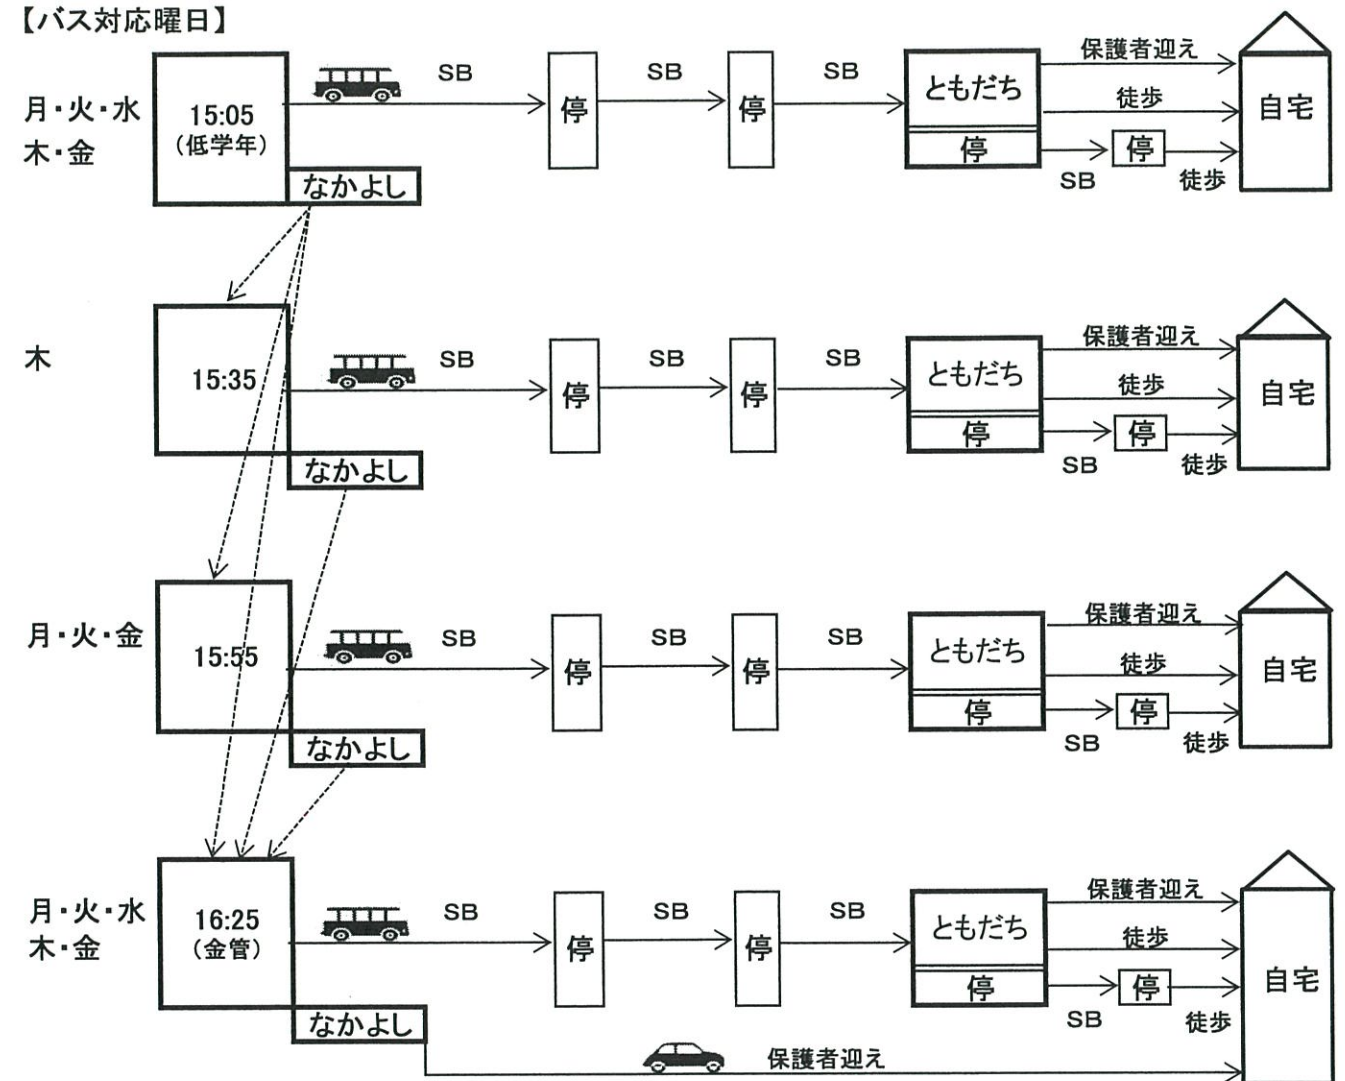 【バス対応曜日】
月・火・水
木・金
15:05
(低学年)
なかよし
SB
停
SB
停
SB
ともだち
停
保護者迎え
徒歩
SB
停
徒歩
自宅
木
15:35
なかよし
SB
停
SB
停
SB
ともだち
停
保護者迎え
徒歩
SB
停
徒歩
自宅
月・火・金
15:55
なかよし
SB
停
SB
停
SB
ともだち
停
保護者迎え
徒歩
SB
停
徒歩
自宅
月・火・水
木・金
16:25
(金管)
なかよし
SB
停
SB
停
SB
ともだち
停
保護者迎え
徒歩
SB
停
徒歩
自宅
保護者迎え